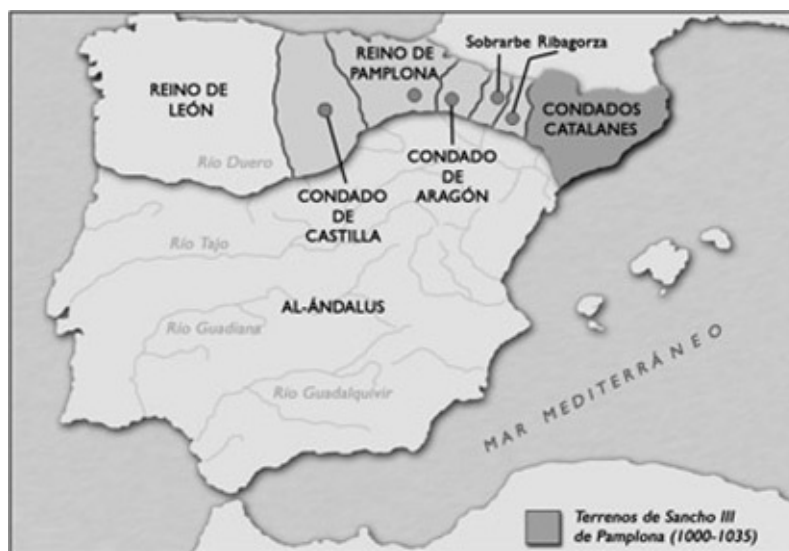 Sobrarbe Ribagorza
REINO DE
PAMPLONA
REINO DE
LEÓN
CONDADOS
CATALANES
Río Duero
CONDADO
DE
ARAGÓN
CONDADO
DE
CASTILLA
Río Tajo
AL-ÁNDALUS
Río Guadiana
Río Guadalquivir
MAR MEDITERRÁNEO
Terrenos de Sancho III
de Pamplona (1000-1035)